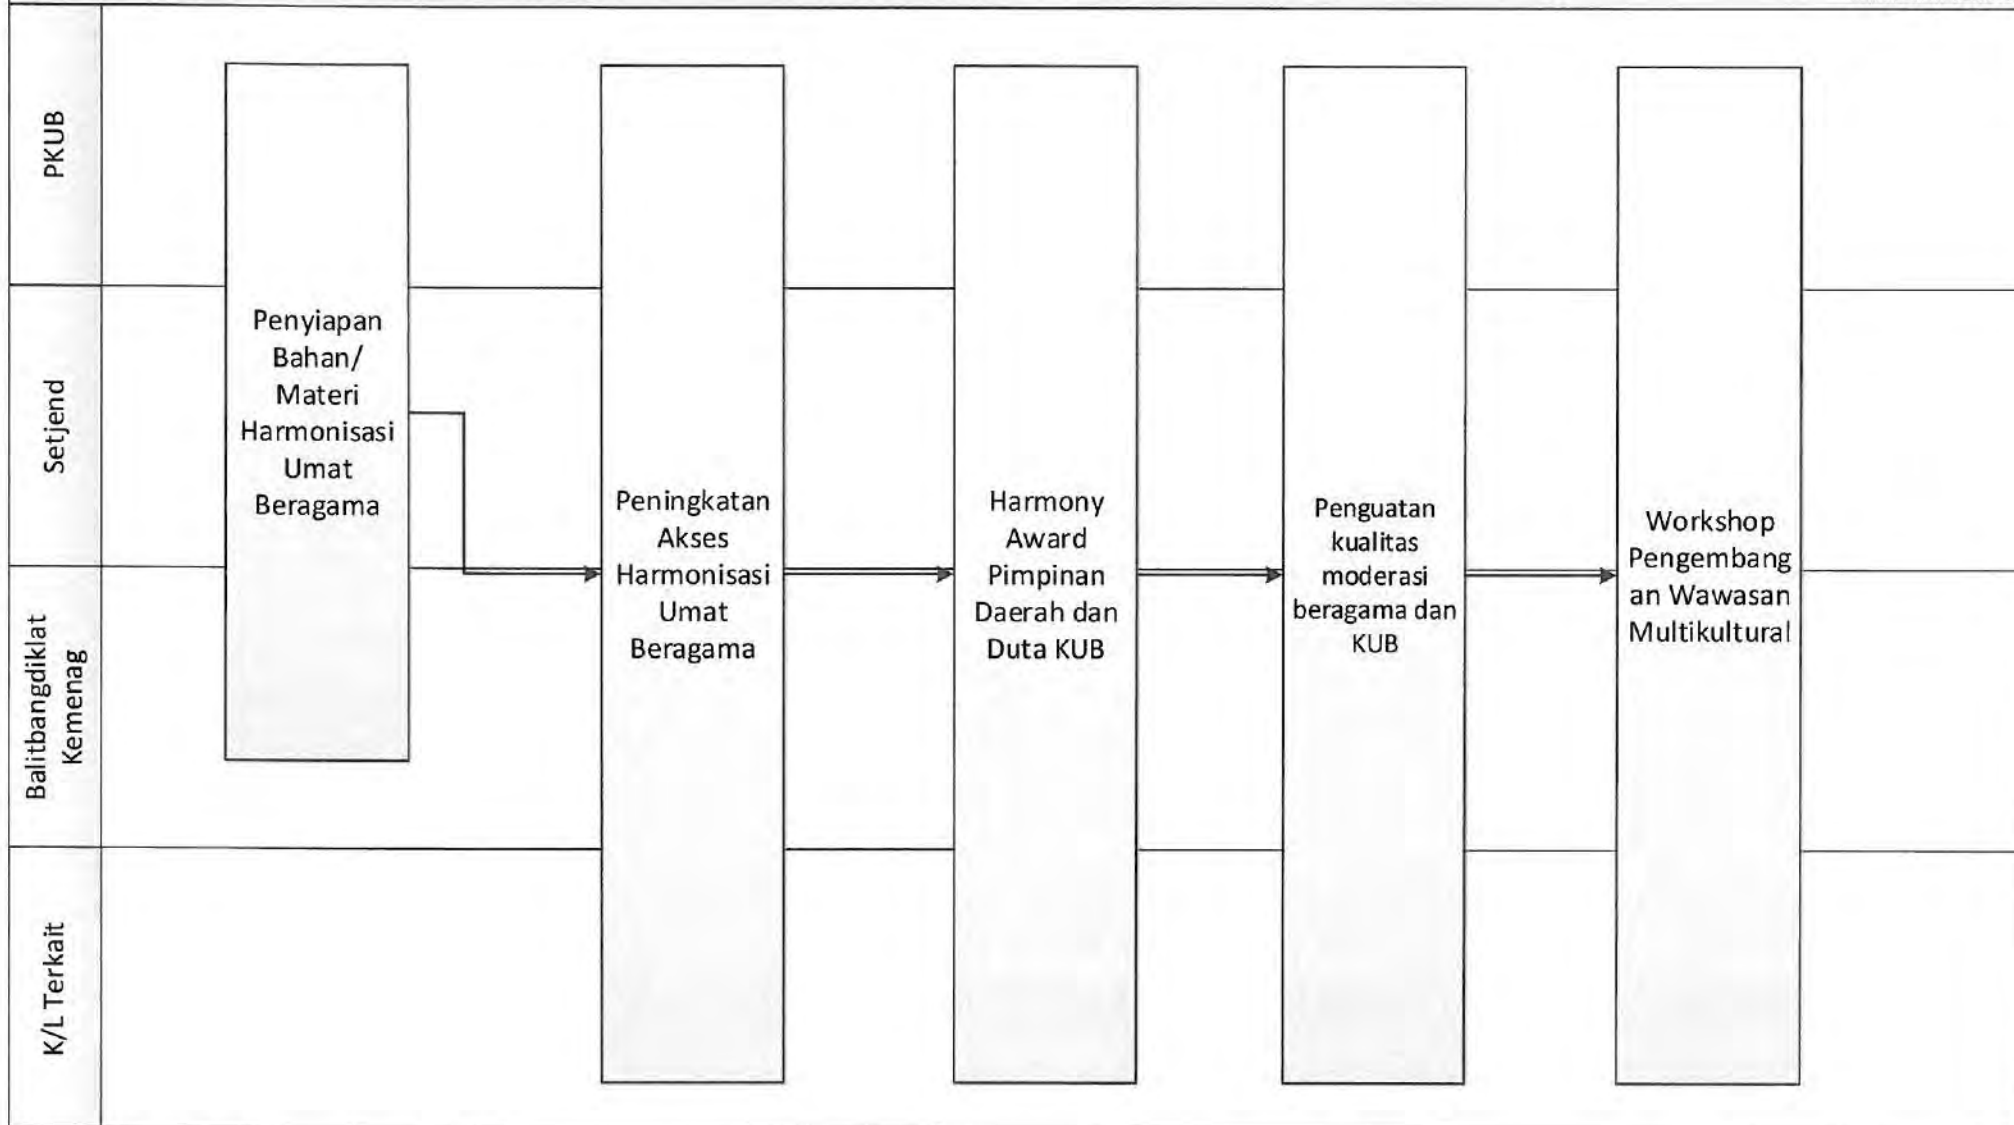 PKUB
Setjend
Balitbangdiklat
Kemenag
K/L Terkait
Penyiapan
Bahan/
Materi
Harmonisasi
Umat
Beragama
Peningkatan
Akses
Harmonisasi
Umat
Beragama
Harmony
Award
Pimpinan
Daerah dan
Duta KUB
Penguatan
kualitas
moderasi
beragama dan
KUB
Workshop
Pengembang
an Wawasan
Multikultural